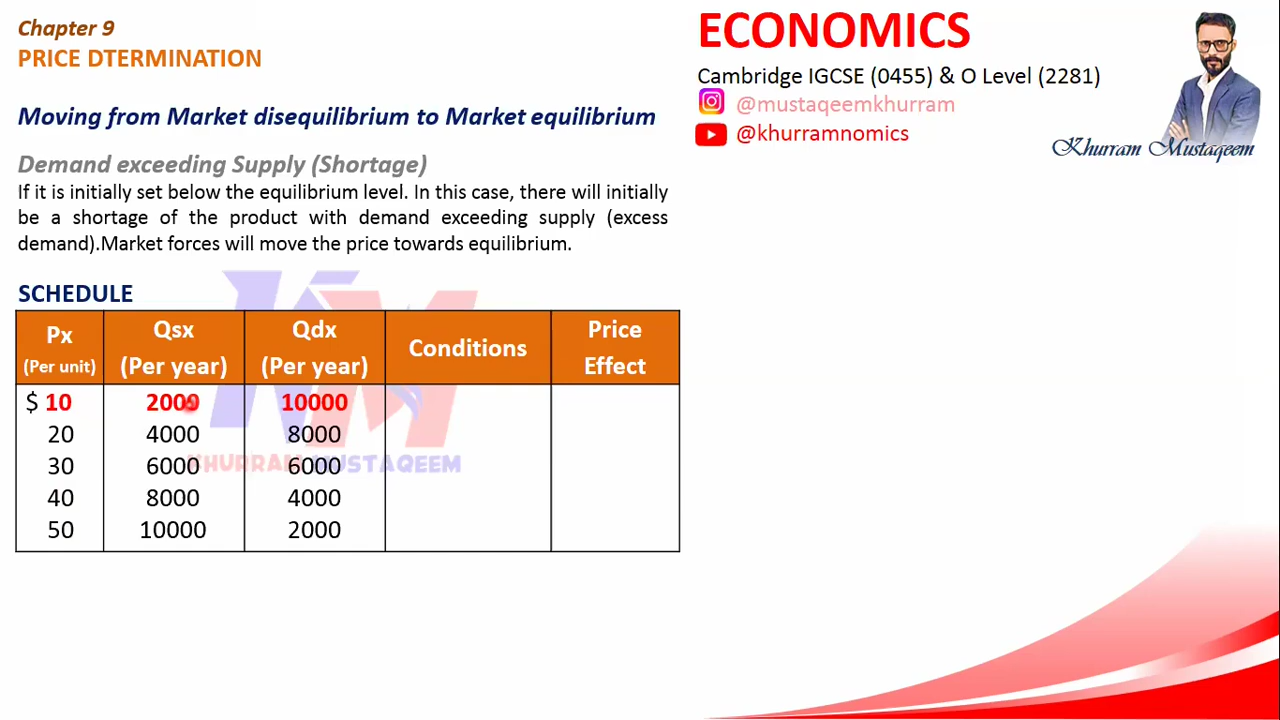 Chapter 9
PRICE DTERMINATION
Moving from Market disequilibrium to Market equilibrium
Demand exceeding Supply (Shortage)
If it is initially set below the equilibrium level. In this case, there will initially
be a shortage of the product with demand exceeding supply (excess
demand).Market forces will move the price towards equilibrium.
SCHEDULE
Px (Per unit) Qsx (Per year) Qdx (Per year) Conditions Price Effect
$ 10 2000 10000
20 4000 8000
30 6000 6000
40 8000 4000
50 10000 2000
KHURRAM MUSTAQEEM
ECONOMICS
Cambridge IGCSE (0455) & O Level (2281)
@mustaqeemkhurram
@khurramnomics
Khurram Mustaqeem